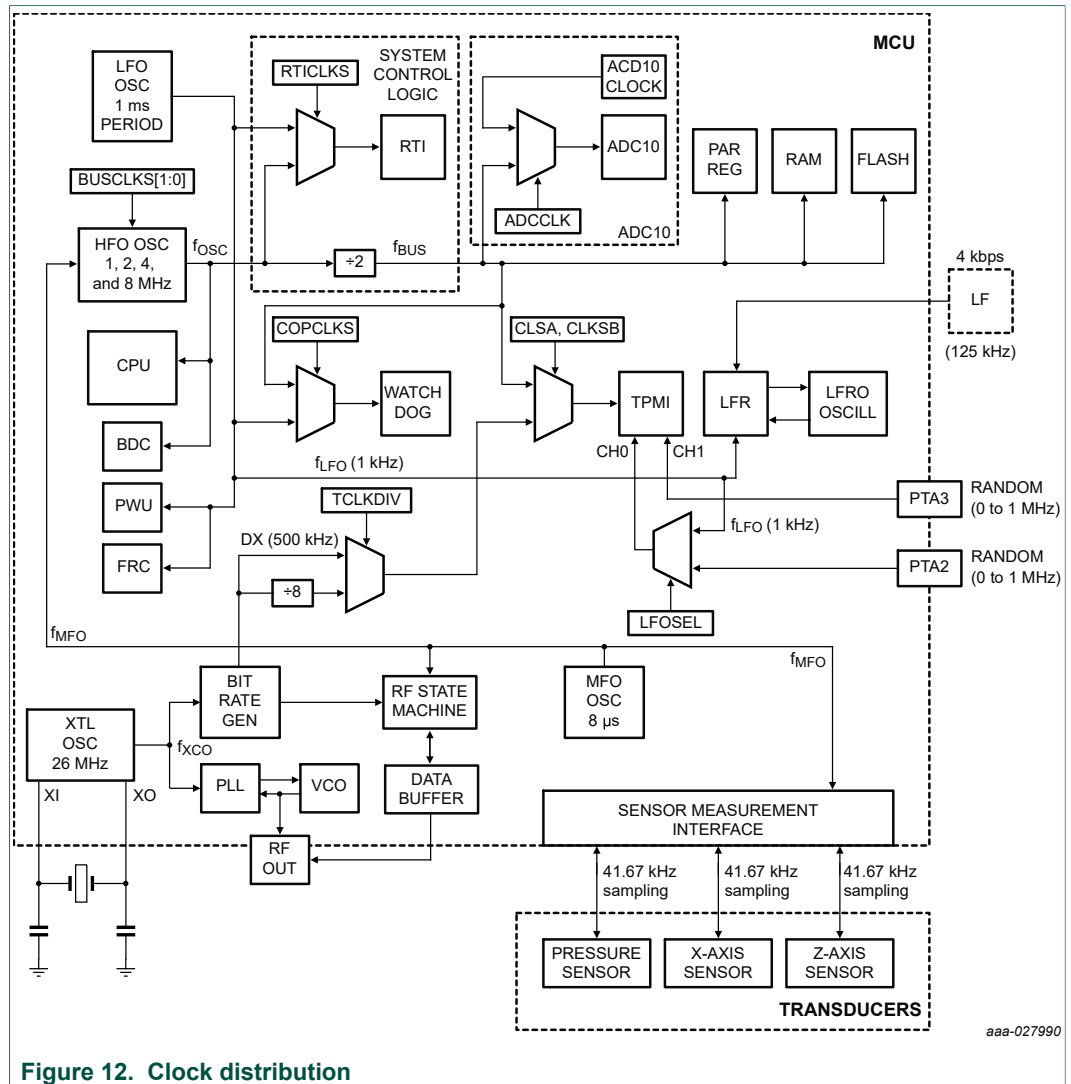 MCU
LFO
OSC
1 ms
PERIOD
RTICLKS
SYSTEM
CONTROL
LOGIC
RTI
ACD10
CLOCK
ADC10
ADCCLK
ADC10
PAR
REG
RAM
FLASH
BUSCLKS[1:0]
HFO OSC
1, 2, 4,
and 8 MHz
fOSC
÷2
fBUS
4 kbps
LF
(125 kHz)
CPU
COPCLKS
WATCH
DOG
CLSA, CLKSB
TPMI
LFR
LFRO
OSCILL
BDC
CH0
CH1
fLFO (1 kHz)
PWU
TCLKDIV
PTA3
RANDOM
(0 to 1 MHz)
fLFO (1 kHz)
DX (500 kHz)
FRC
÷8
PTA2
RANDOM
(0 to 1 MHz)
LFOSEL
fMFO
fMFO
BIT
RATE
GEN
RF STATE
MACHINE
MFO
OSC
8 µs
XTL
OSC
26 MHz
fXCO
XI
XO
PLL
VCO
DATA
BUFFER
SENSOR MEASUREMENT
INTERFACE
RF
OUT
41.67 kHz
sampling
41.67 kHz
sampling
41.67 kHz
sampling
PRESSURE
SENSOR
X-AXIS
SENSOR
Z-AXIS
SENSOR
TRANSDUCERS
aaa-027990
Figure 12. Clock distribution